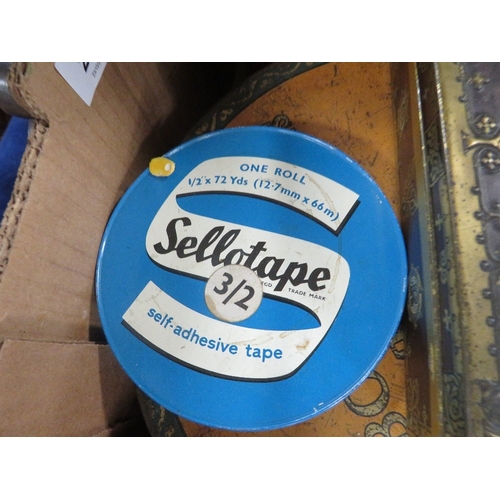 ONE ROLL
1/2" x 72 Yds (12·7mm x 66m)
Sellotape
TRADE MARK
3/2
self-adhesive tape